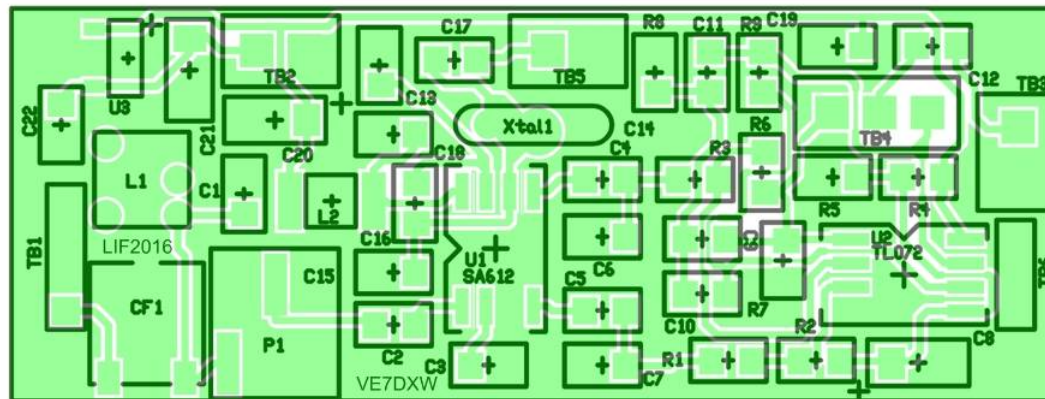 C17
R8
C11
R9
C19
TB2
TB5
C12
TB3
U3
C13
C22
C21
Xtal1
C14
R6
TB4
C20
C18
C4
R3
L1
C1
L2
R5
R4
LIF2016
C16
C9
U2
TL072
TB1
U1
SA612
C6
TB6
C15
C5
CF1
C10
R7
P1
C2
C3
R1
R2
C8
C7
VE7DXW